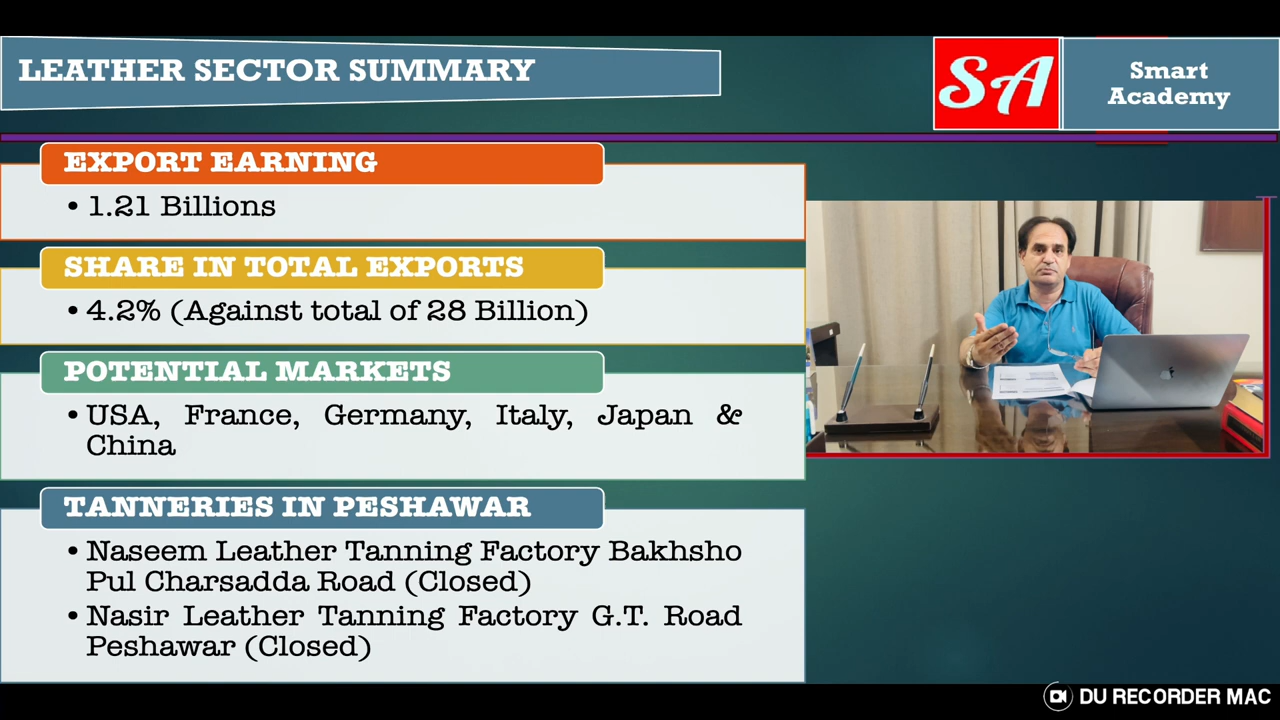 LEATHER SECTOR SUMMARY
SA
Smart
Academy
EXPORT EARNING
• 1.21 Billions
SHARE IN TOTAL EXPORTS
• 4.2% (Against total of 28 Billion)
POTENTIAL MARKETS
• USA, France, Germany, Italy, Japan &
China
TANNERIES IN PESHAWAR
• Naseem Leather Tanning Factory Bakhsho
Pul Charsadda Road (Closed)
• Nasir Leather Tanning Factory G.T. Road
Peshawar (Closed)
DU RECORDER MAC